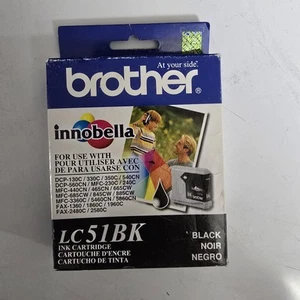 At your side.
brother
innobella
FOR USE WITH
POUR UTILISER AVEC
DE PARA USARSE CON
DCP-130C / 330C / 350C / 540CN
DCP-560CN / MFC-230C / 240C
MFC-440CN / 465CN / 665CW
MFC-685CW / 845CW / 885CW
MFC-3360C / 5460CN / 5860CN
FAX-1360 / 1860C / 1960C
FAX-2480C / 2580C
LC51BK
INK CARTRIDGE
CARTOUCHE D'ENCRE
CARTUCHO DE TINTA
BLACK
NOIR
NEGRO